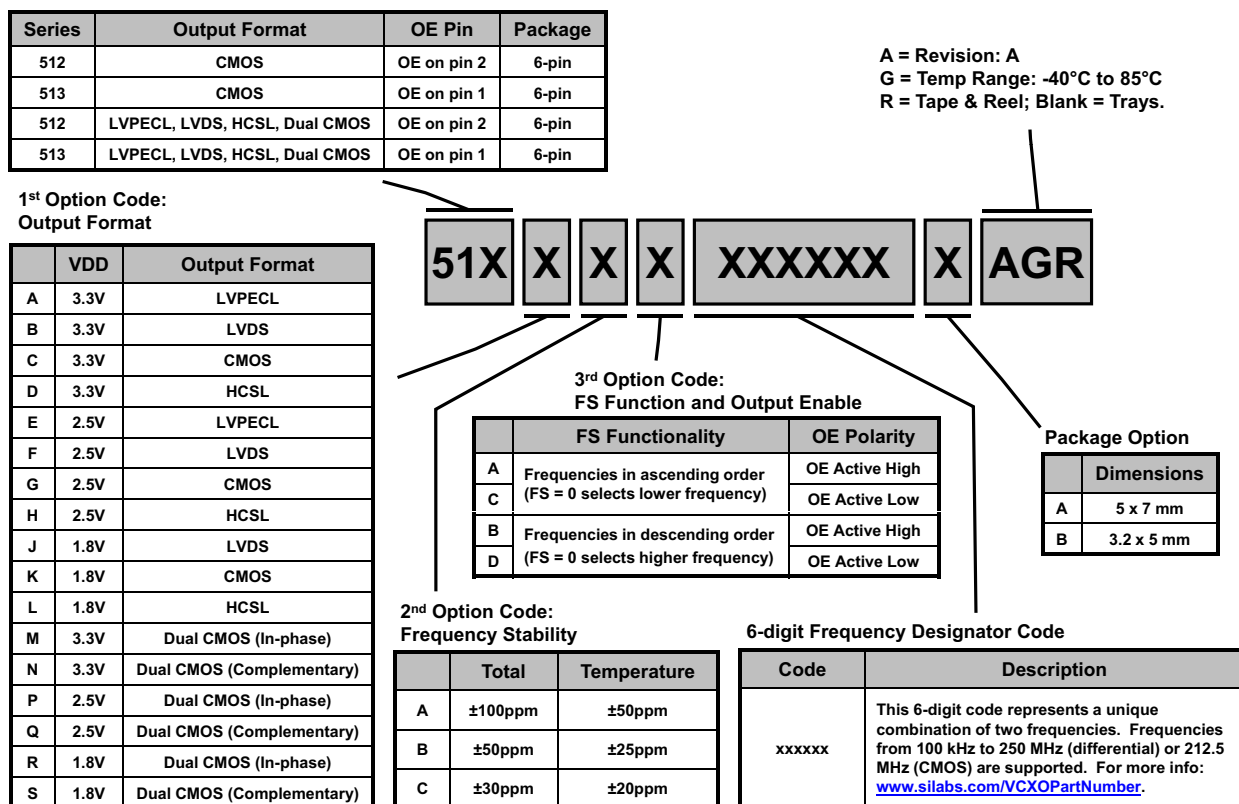 Series Output Format OE Pin Package
512 CMOS OE on pin 2 6-pin
513 CMOS OE on pin 1 6-pin
512 LVPECL, LVDS, HCSL, Dual CMOS OE on pin 2 6-pin
513 LVPECL, LVDS, HCSL, Dual CMOS OE on pin 1 6-pin
A = Revision: A
G = Temp Range: -40°C to 85°C
R = Tape & Reel; Blank = Trays.
51X X X X XXXXXX X AGR
1st Option Code:
Output Format
VDD Output Format
A 3.3V LVPECL
B 3.3V LVDS
C 3.3V CMOS
D 3.3V HCSL
E 2.5V LVPECL
F 2.5V LVDS
G 2.5V CMOS
H 2.5V HCSL
J 1.8V LVDS
K 1.8V CMOS
L 1.8V HCSL
M 3.3V Dual CMOS (In-phase)
N 3.3V Dual CMOS (Complementary)
P 2.5V Dual CMOS (In-phase)
Q 2.5V Dual CMOS (Complementary)
R 1.8V Dual CMOS (In-phase)
S 1.8V Dual CMOS (Complementary)
3rd Option Code:
FS Function and Output Enable
FS Functionality OE Polarity
A Frequencies in ascending order OE Active High
C (FS = 0 selects lower frequency) OE Active Low
B Frequencies in descending order OE Active High
D (FS = 0 selects higher frequency) OE Active Low
Package Option
Dimensions
A 5 x 7 mm
B 3.2 x 5 mm
2nd Option Code:
Frequency Stability
Total Temperature
A ±100ppm ±50ppm
B ±50ppm ±25ppm
C ±30ppm ±20ppm
6-digit Frequency Designator Code
Code Description
xxxxxx
This 6-digit code represents a unique
combination of two frequencies. Frequencies
from 100 kHz to 250 MHz (differential) or 212.5
MHz (CMOS) are supported. For more info:
www.silabs.com/VCXOPartNumber.